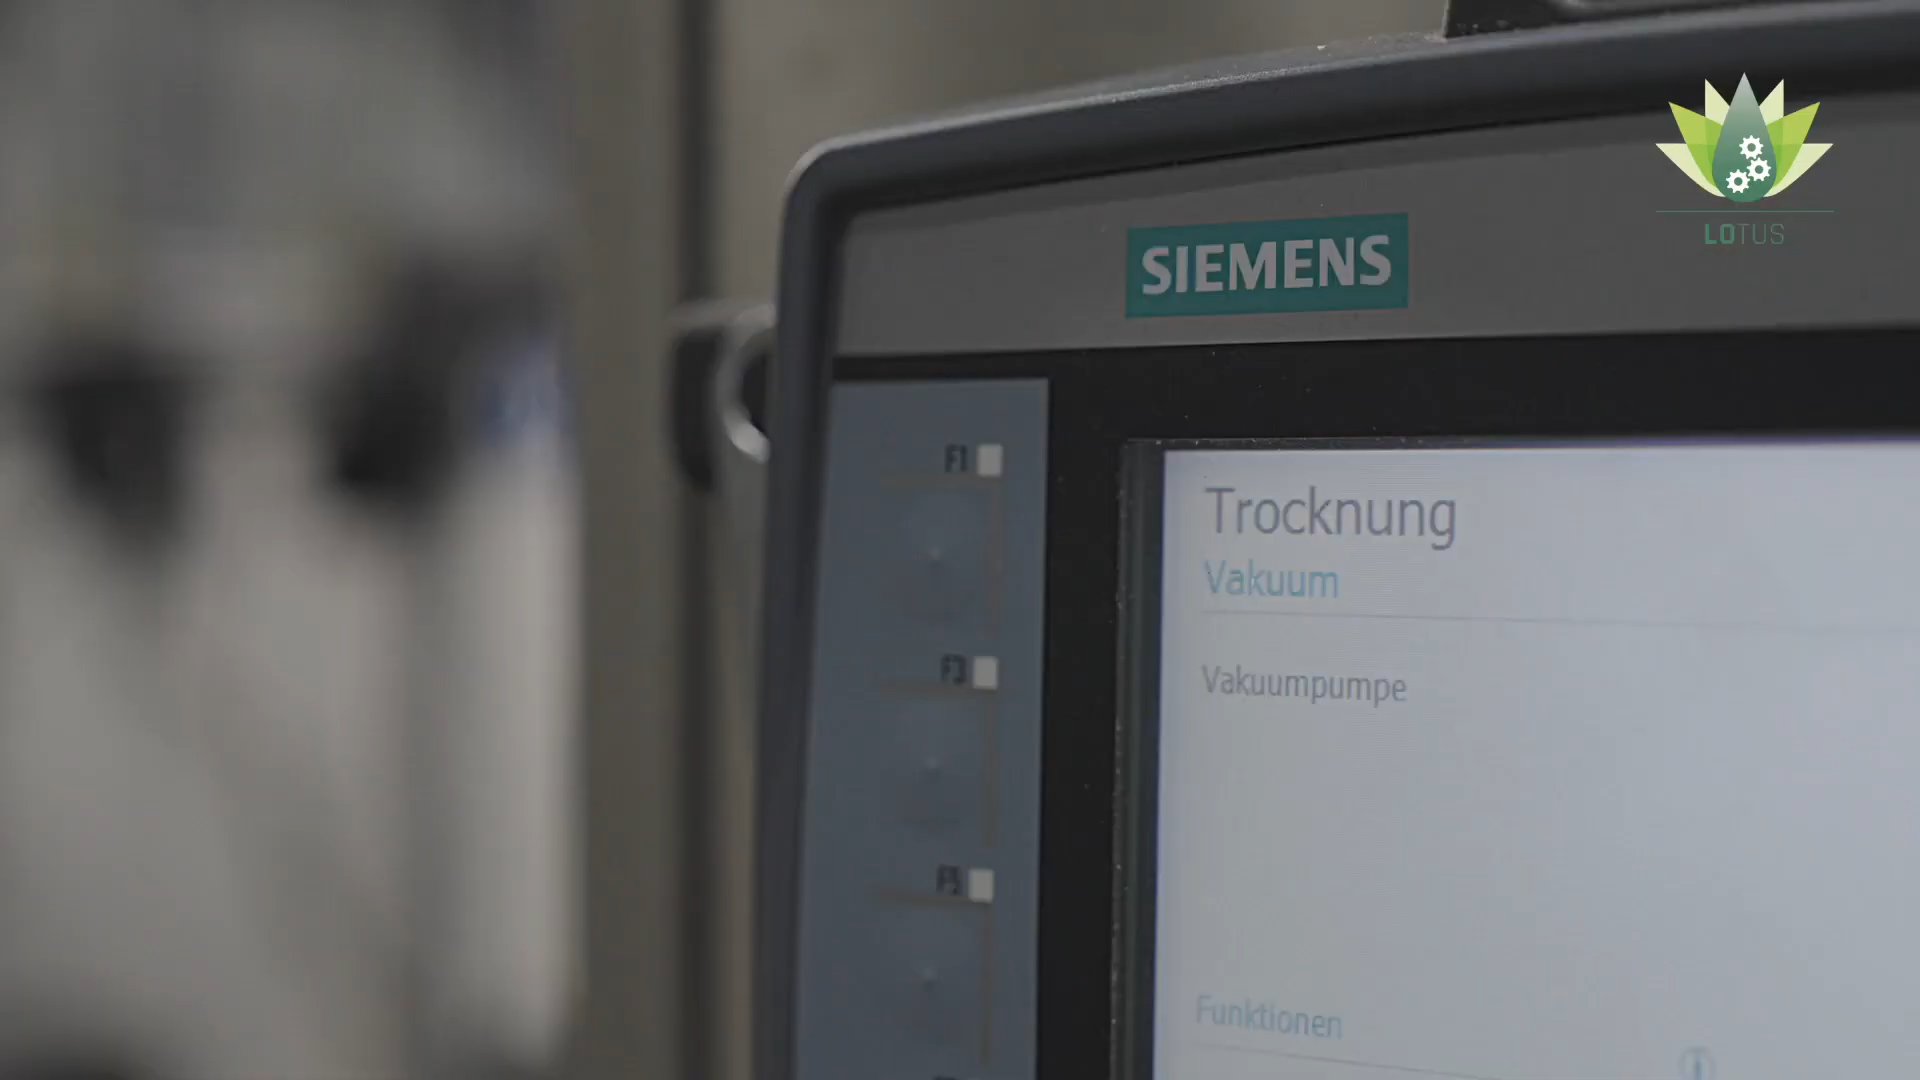 LOTUS
SIEMENS
F1
Trocknung
Vakuum
F3
Vakuumpumpe
F5
Funktionen